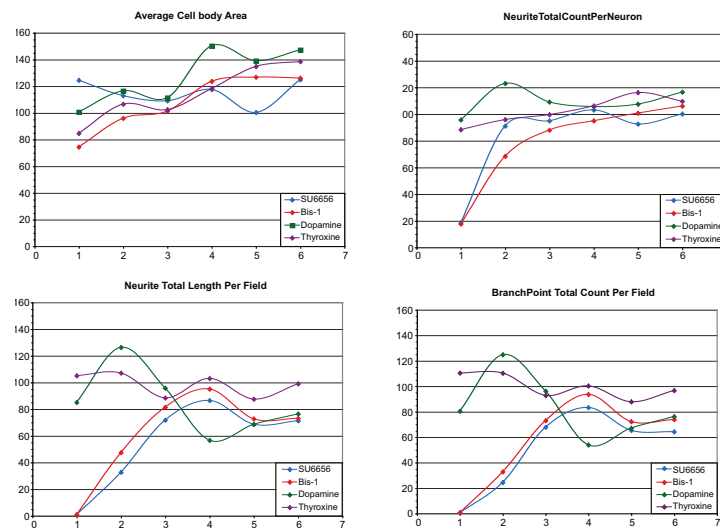 Average Cell body Area
160
140
120
100
80
60
40
20
0
0 1 2 3 4 5 6 7
SU6656
Bis-1
Dopamine
Thyroxine
NeuriteTotalCountPerNeuron
60
40
20
00
80
60
40
20
0
0 1 2 3 4 5 6
SU6656
Bis-1
Dopamine
Thyroxine
Neurite Total Length Per Field
160
140
120
100
80
60
40
20
0
0 1 2 3 4 5 6 7
SU6656
Bis-1
Dopamine
Thyroxine
BranchPoint Total Count Per Field
160
140
120
100
80
60
40
20
0
0 1 2 3 4 5 6 7
SU6656
Bis-1
Dopamine
Thyroxine